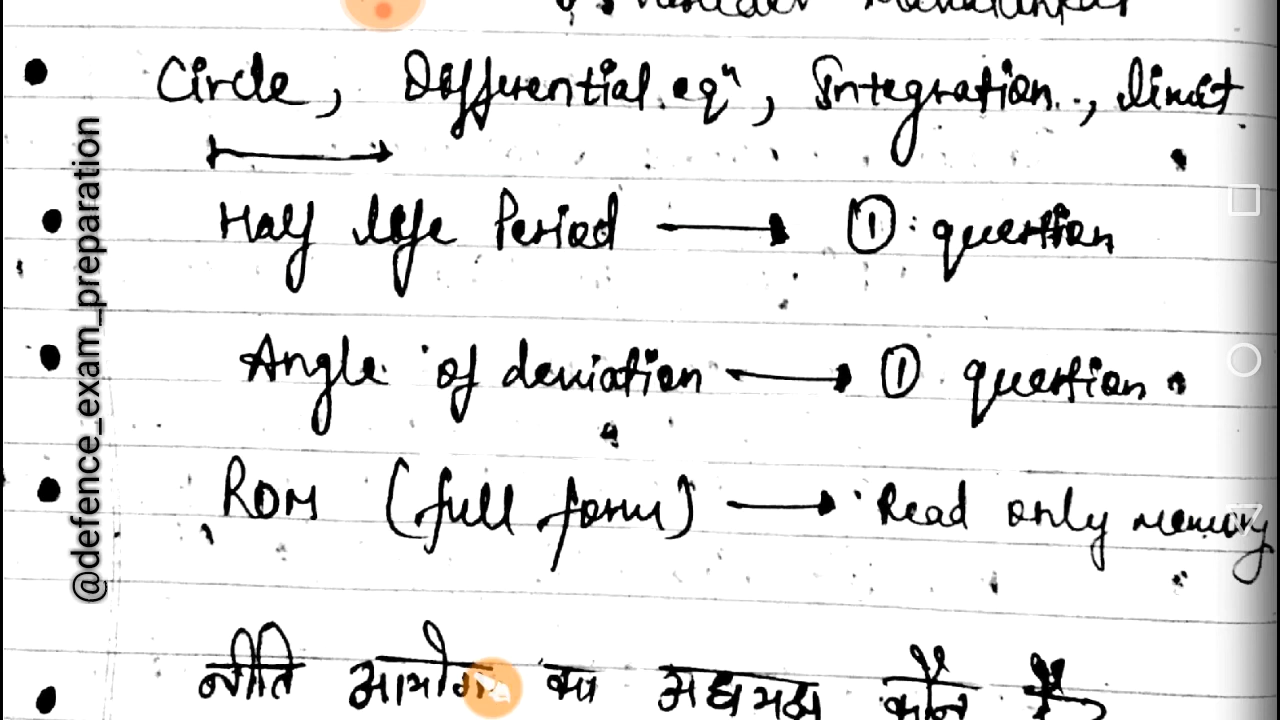 Circle, Differential eqⁿ, Integration.., limit.
Half life Period → ① question
Angle of deviation → ① question.
ROM (full form) → Read only memory
नीति आयोग का अध्यक्ष कौन है
@defence_exam_preparation